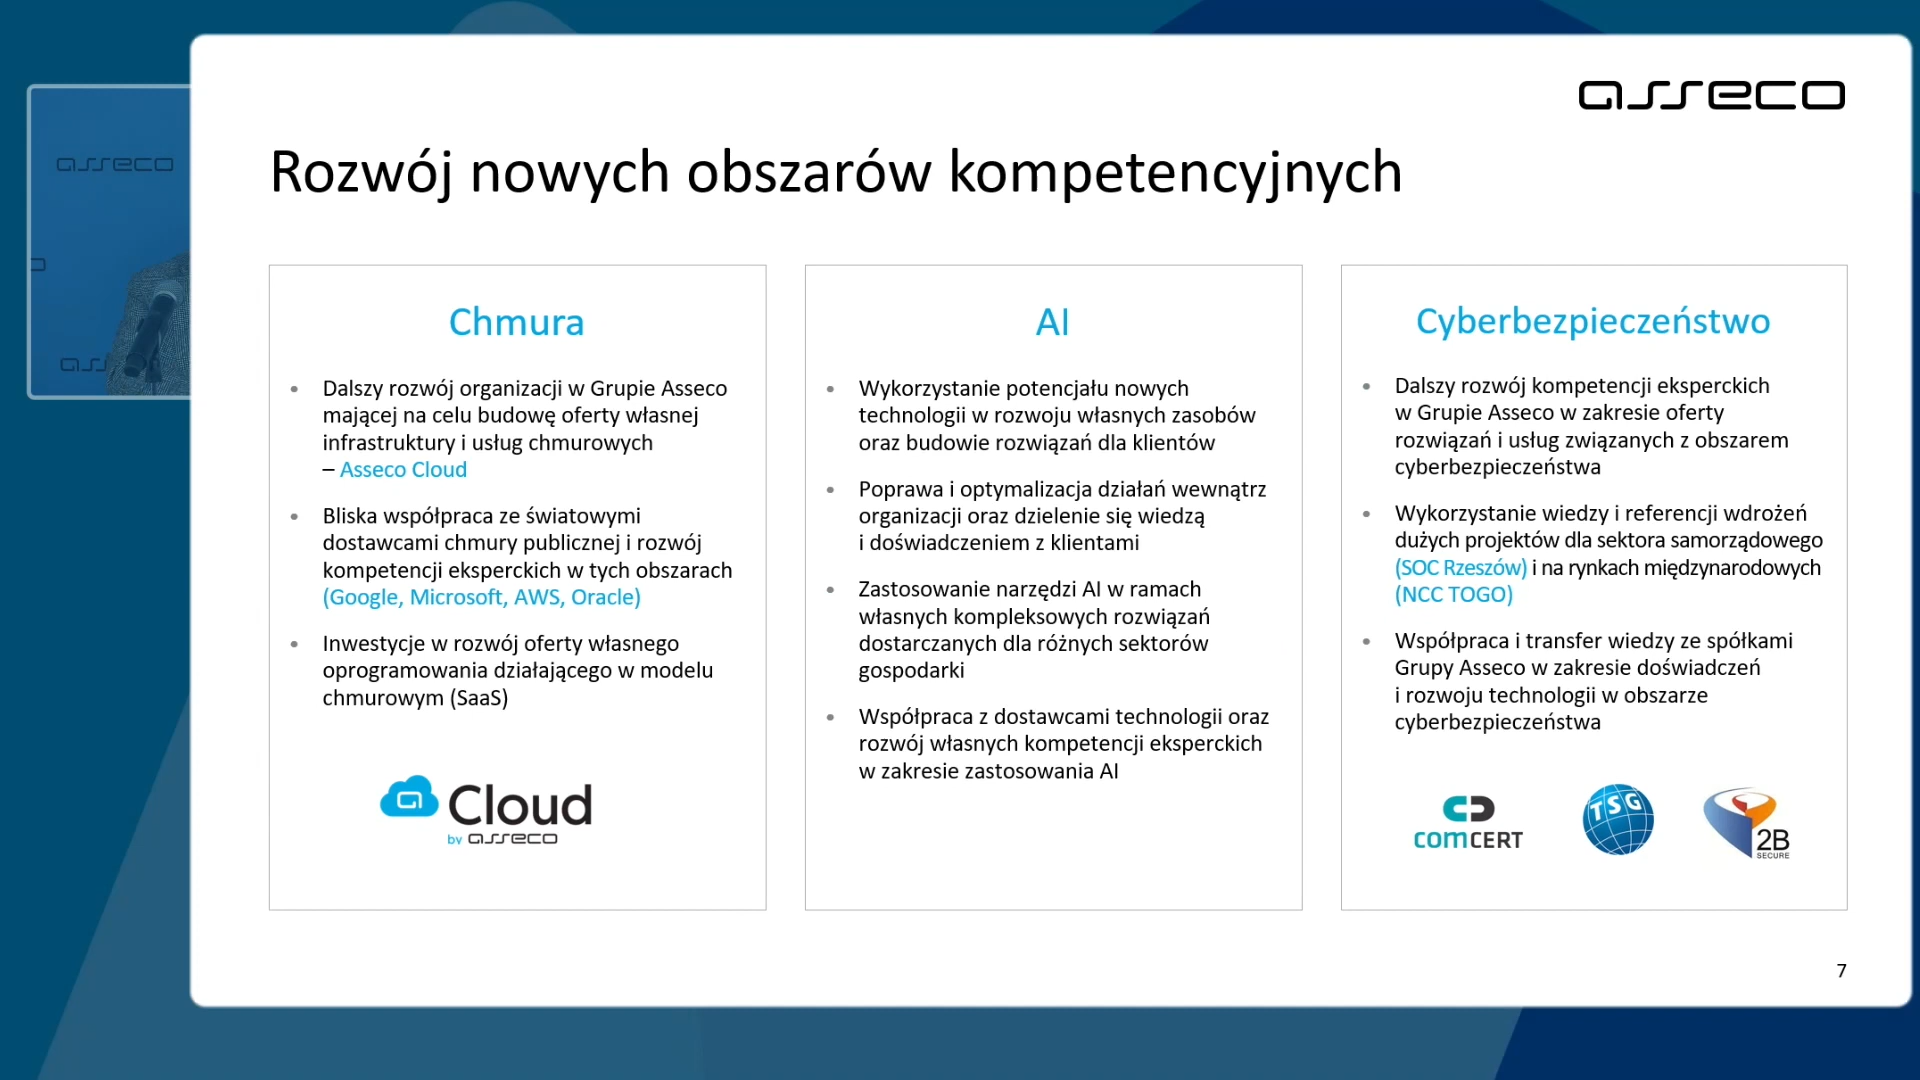 asseco
Rozwój nowych obszarów kompetencyjnych
asseco
ass
Chmura
Dalszy rozwój organizacji w Grupie Asseco
mającej na celu budowę oferty własnej
infrastruktury i usług chmurowych
– Asseco Cloud
Bliska współpraca ze światowymi
dostawcami chmury publicznej i rozwój
kompetencji eksperckich w tych obszarach
(Google, Microsoft, AWS, Oracle)
Inwestycje w rozwój oferty własnego
oprogramowania działającego w modelu
chmurowym (SaaS)
Cloud
by asseco
AI
Wykorzystanie potencjału nowych
technologii w rozwoju własnych zasobów
oraz budowie rozwiązań dla klientów
Poprawa i optymalizacja działań wewnątrz
organizacji oraz dzielenie się wiedzą
i doświadczeniem z klientami
Zastosowanie narzędzi AI w ramach
własnych kompleksowych rozwiązań
dostarczanych dla różnych sektorów
gospodarki
Współpraca z dostawcami technologii oraz
rozwój własnych kompetencji eksperckich
w zakresie zastosowania AI
Cyberbezpieczeństwo
Dalszy rozwój kompetencji eksperckich
w Grupie Asseco w zakresie oferty
rozwiązań i usług związanych z obszarem
cyberbezpieczeństwa
Wykorzystanie wiedzy i referencji wdrożeń
dużych projektów dla sektora samorządowego
(SOC Rzeszów) i na rynkach międzynarodowych
(NCC TOGO)
Współpraca i transfer wiedzy ze spółkami
Grupy Asseco w zakresie doświadczeń
i rozwoju technologii w obszarze
cyberbezpieczeństwa
COMCERT
TSG
2B
SECURE
7